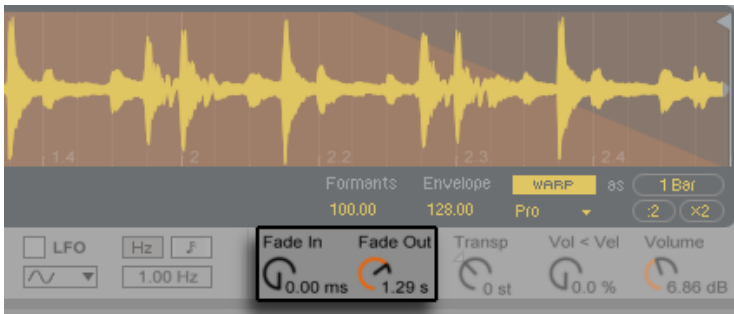 1.4 2 2.2 2.3 2.4
Formants Envelope WARP as 1 Bar
100.00 128.00 Pro :2 ×2
LFO Hz Fade In Fade Out Transp Vol < Vel Volume
1.00 Hz 0.00 ms 1.29 s 0 st 0.0 % 6.86 dB